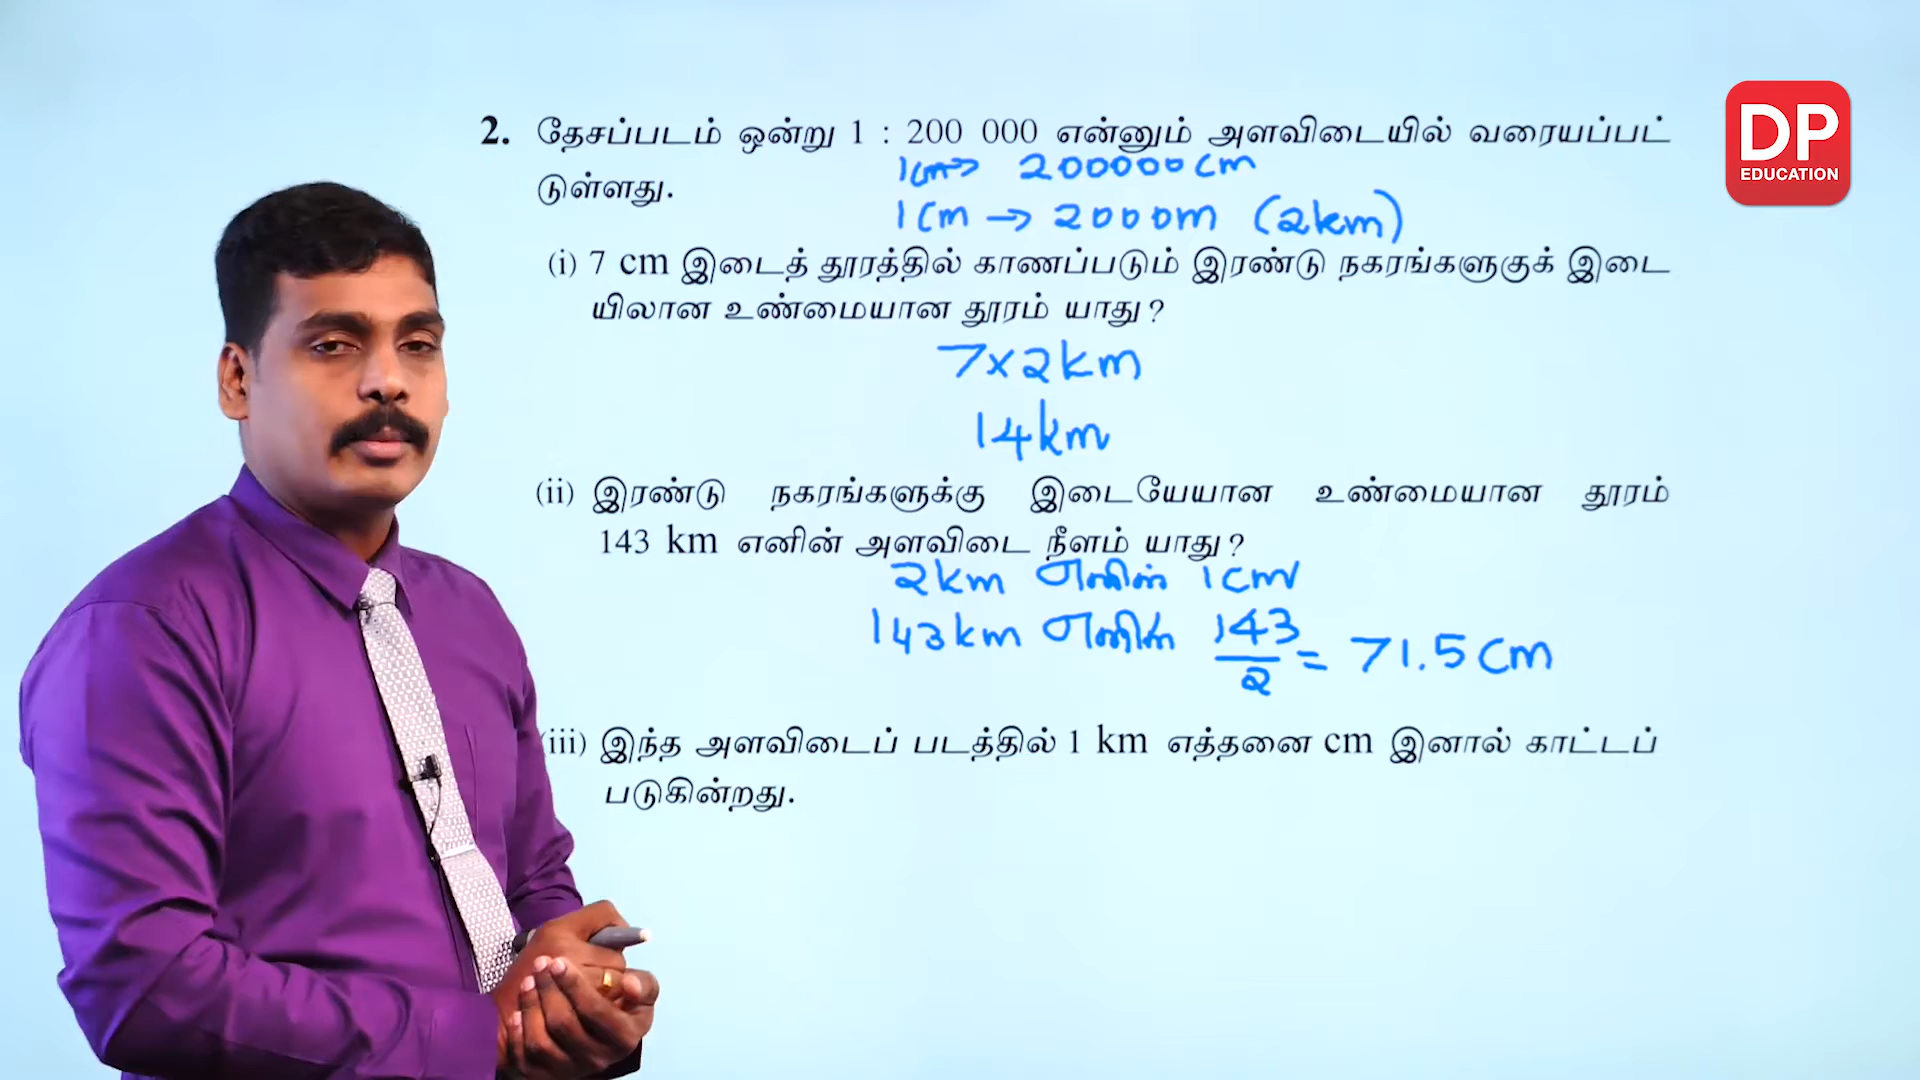 DP
EDUCATION
2. தேசப்படம் ஒன்று 1 : 200 000 என்னும் அளவிடையில் வரையப்பட்
டுள்ளது.
1cm → 200000cm
1cm → 2000m (2km)
(i) 7 cm இடைத் தூரத்தில் காணப்படும் இரண்டு நகரங்களுகுக் இடை
யிலான உண்மையான தூரம் யாது?
7×2km
14km
(ii) இரண்டு நகரங்களுக்கு இடையேயான உண்மையான தூரம்
143 km எனின் அளவிடை நீளம் யாது?
2km எனின் 1cm
143km எனின் 143/2 = 71.5cm
(iii) இந்த அளவிடைப் படத்தில் 1 km எத்தனை cm இனால் காட்டப்
படுகின்றது.